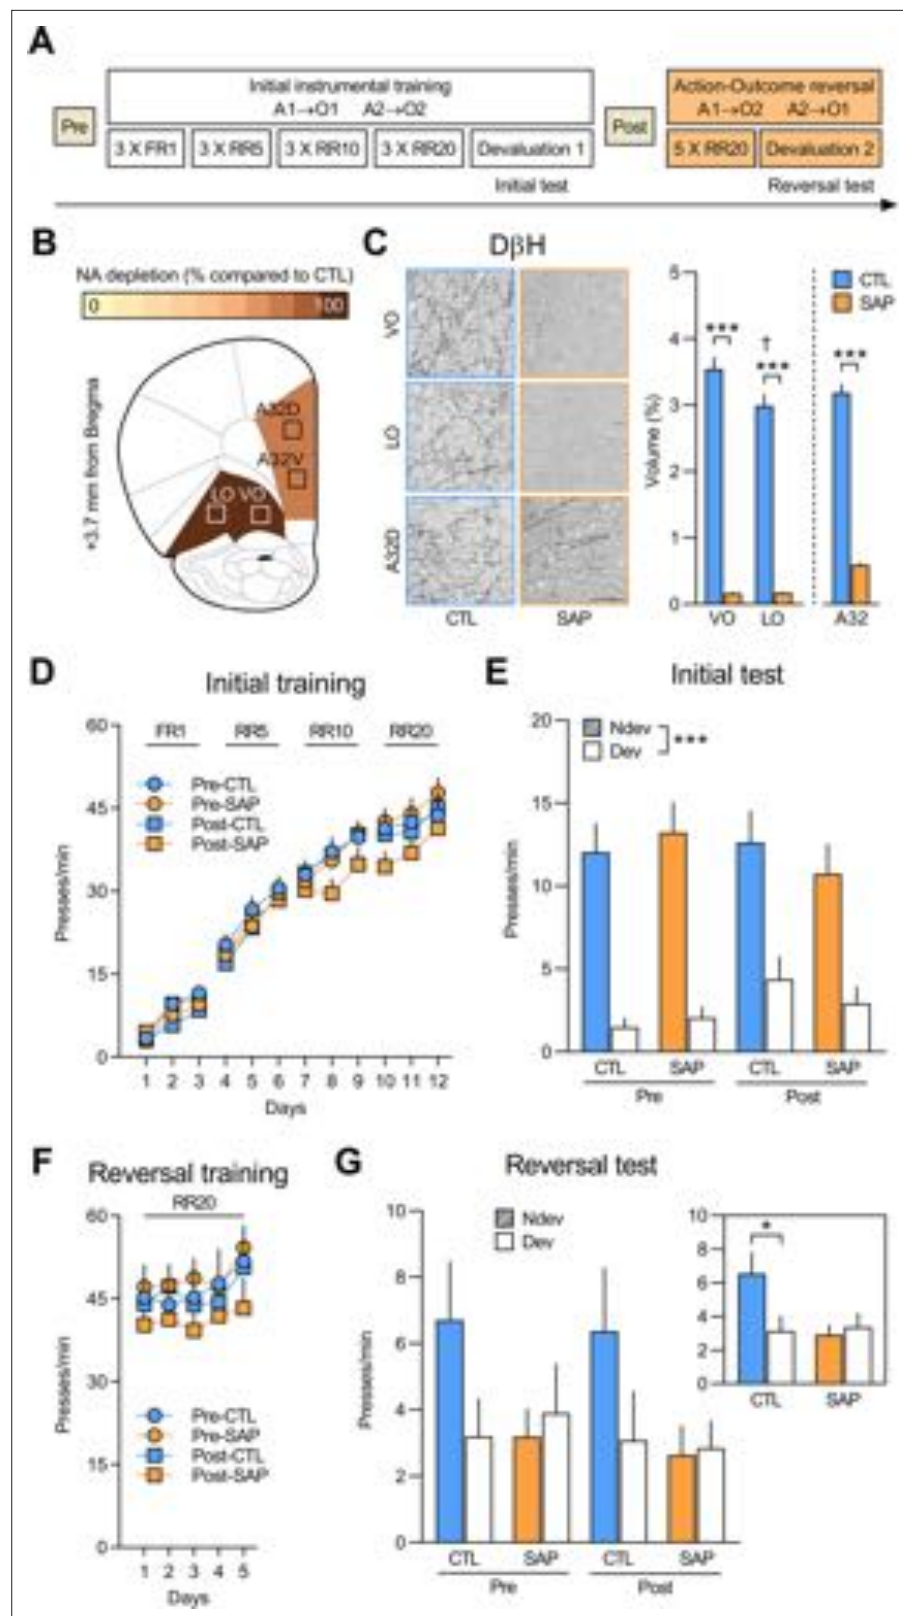 A
Initial instrumental training
A1→O1 A2→O2
Action-Outcome reversal
A1→O2 A2→O1
Pre
Post
3 X FR1
3 X RR5
3 X RR10
3 X RR20
Devaluation 1
5 X RR20
Devaluation 2
Initial test
Reversal test
B
NA depletion (% compared to CTL)
0
100
+3.7 mm from Bregma
A32D
A32V
LO VO
C
DβH
VO
LO
A32D
CTL
SAP
Volume (%)
5
4
3
2
1
0
CTL
SAP
***
†
***
***
VO
LO
A32
D
Initial training
60
45
30
15
0
Presses/min
FR1
RR5
RR10
RR20
Pre-CTL
Pre-SAP
Post-CTL
Post-SAP
1 2 3 4 5 6 7 8 9 10 11 12
Days
E
Initial test
20
15
10
5
0
Presses/min
Ndev
Dev
***
CTL
SAP
CTL
SAP
Pre
Post
F
Reversal training
RR20
60
45
30
15
0
Presses/min
Pre-CTL
Pre-SAP
Post-CTL
Post-SAP
1 2 3 4 5
Days
G
Reversal test
10
8
6
4
2
0
Presses/min
Ndev
Dev
CTL
SAP
CTL
SAP
Pre
Post
10
8
6
4
2
0
*
CTL
SAP